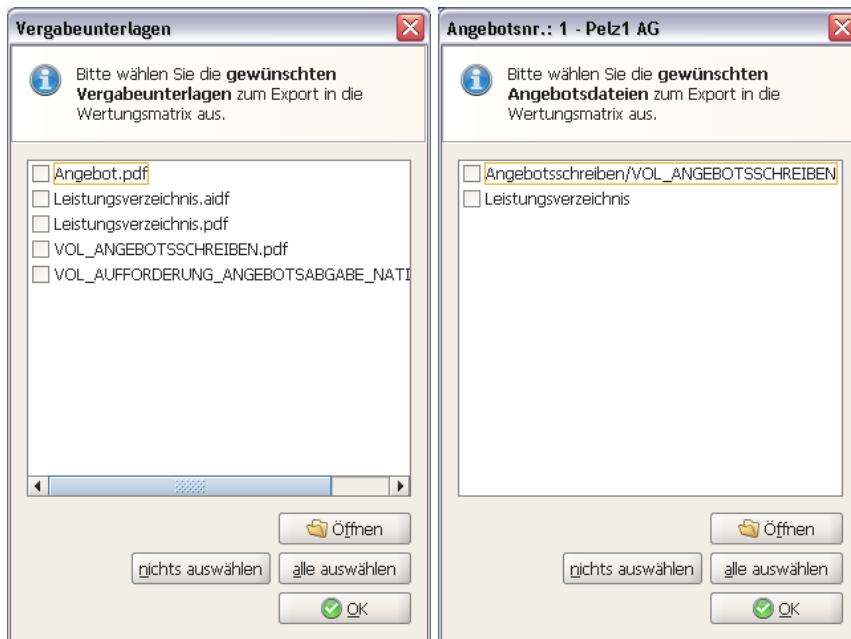 Vergabeunterlagen
Bitte wählen Sie die gewünschten
Vergabeunterlagen zum Export in die
Wertungsmatrix aus.
Angebot.pdf
Leistungsverzeichnis.aidf
Leistungsverzeichnis.pdf
VOL_ANGEBOTSSCHREIBEN.pdf
VOL_AUFFORDERUNG_ANGEBOTSABGABE_NATI
Öffnen
nichts auswählen
alle auswählen
OK
Angebotsnr.: 1 - Pelz1 AG
Bitte wählen Sie die gewünschten
Angebotsdateien zum Export in die
Wertungsmatrix aus.
Angebotsschreiben/VOL_ANGEBOTSSCHREIBEN
Leistungsverzeichnis
Öffnen
nichts auswählen
alle auswählen
OK